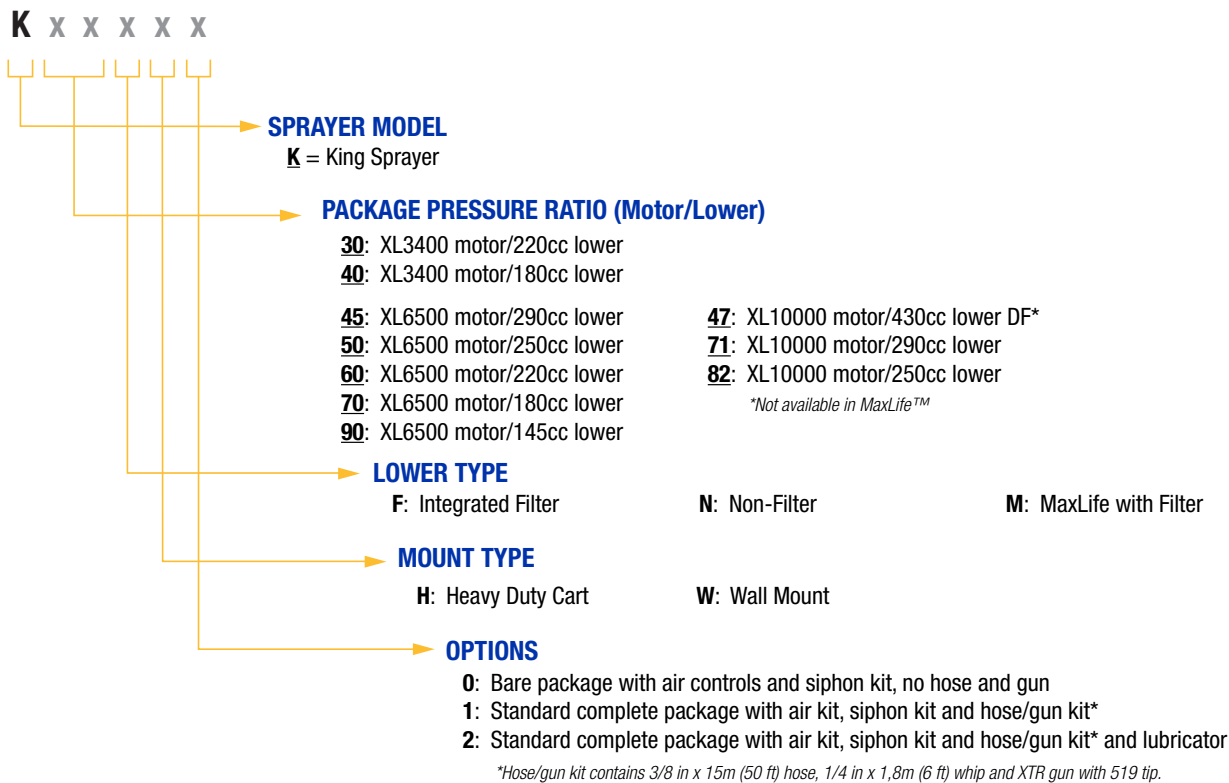 K x x x x x
SPRAYER MODEL
K = King Sprayer
PACKAGE PRESSURE RATIO (Motor/Lower)
30: XL3400 motor/220cc lower
40: XL3400 motor/180cc lower
45: XL6500 motor/290cc lower
50: XL6500 motor/250cc lower
60: XL6500 motor/220cc lower
70: XL6500 motor/180cc lower
90: XL6500 motor/145cc lower
47: XL10000 motor/430cc lower DF*
71: XL10000 motor/290cc lower
82: XL10000 motor/250cc lower
*Not available in MaxLife™
LOWER TYPE
F: Integrated Filter
N: Non-Filter
M: MaxLife with Filter
MOUNT TYPE
H: Heavy Duty Cart
W: Wall Mount
OPTIONS
0: Bare package with air controls and siphon kit, no hose and gun
1: Standard complete package with air kit, siphon kit and hose/gun kit*
2: Standard complete package with air kit, siphon kit and hose/gun kit* and lubricator
*Hose/gun kit contains 3/8 in x 15m (50 ft) hose, 1/4 in x 1,8m (6 ft) whip and XTR gun with 519 tip.